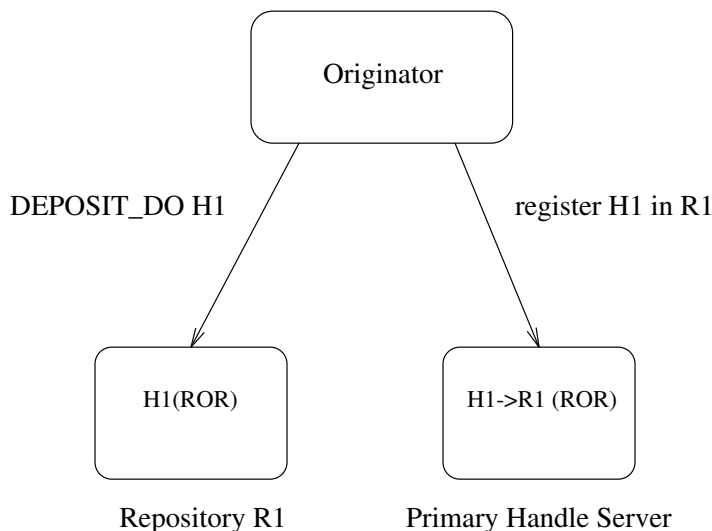 Originator
DEPOSIT_DO H1
register H1 in R1
H1(ROR)
H1->R1 (ROR)
Repository R1
Primary Handle Server